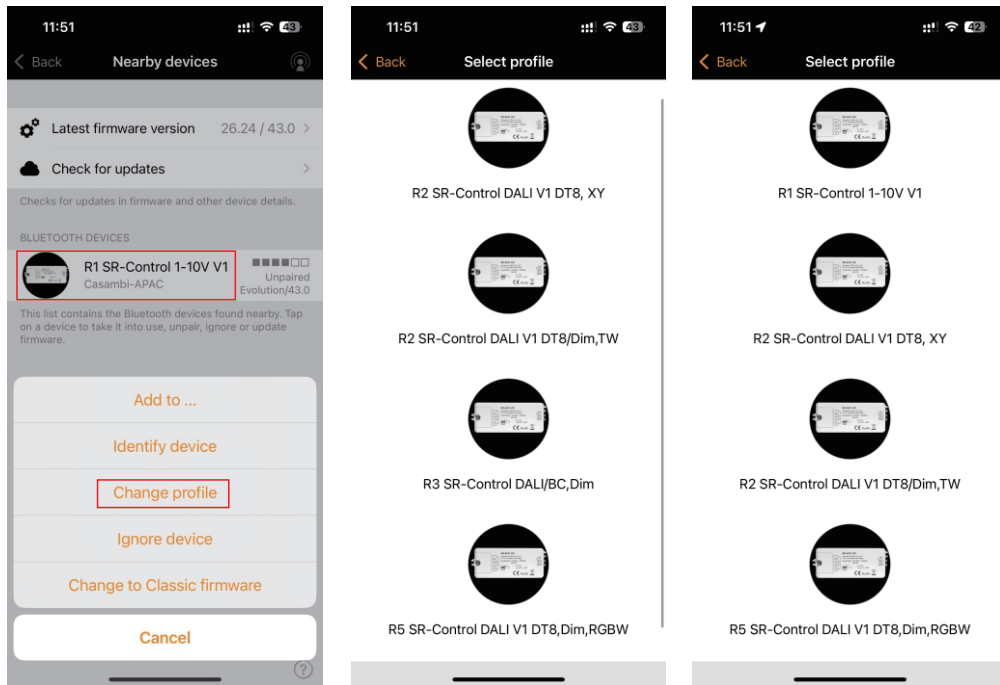 11:51
43
Back
Nearby devices
Latest firmware version
26.24 / 43.0
Check for updates
Checks for updates in firmware and other device details.
BLUETOOTH DEVICES
R1 SR-Control 1-10V V1
Casambi-APAC
Unpaired
Evolution/43.0
This list contains the Bluetooth devices found nearby. Tap
on a device to take it into use, unpair, ignore or update
firmware.
Add to ...
Identify device
Change profile
Ignore device
Change to Classic firmware
Cancel
?
11:51
43
Back
Select profile
R2 SR-Control DALI V1 DT8, XY
R2 SR-Control DALI V1 DT8/Dim,TW
R3 SR-Control DALI/BC,Dim
R5 SR-Control DALI V1 DT8,Dim,RGBW
11:51
42
Back
Select profile
R1 SR-Control 1-10V V1
R2 SR-Control DALI V1 DT8, XY
R2 SR-Control DALI V1 DT8/Dim,TW
R5 SR-Control DALI V1 DT8,Dim,RGBW